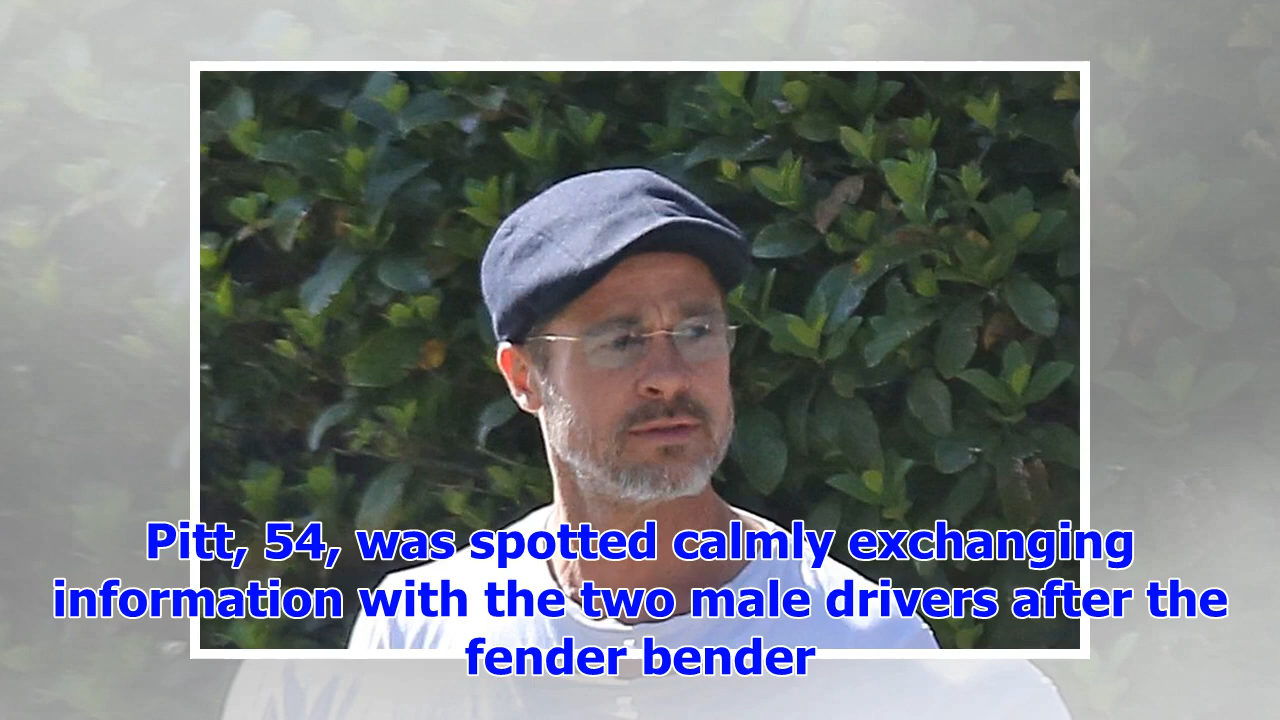 Pitt, 54, was spotted calmly exchanging
information with the two male drivers after the
fender bender